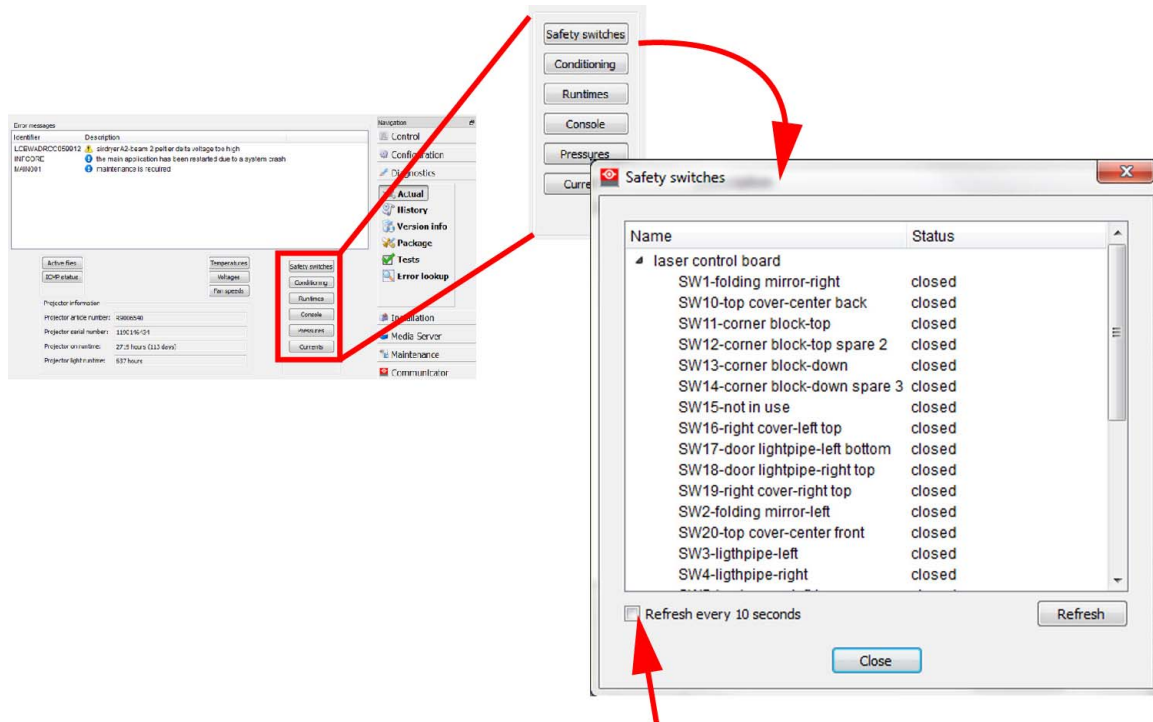 Error messages
Identifier Description
airdryer A2-beam 2 peltier delta voltage too high
INFCORE the main application has been restarted due to a system crash
MAIN001 maintenance is required
Active files
ICMP status
Temperatures
Voltages
Fan speeds
Safety switches
Conditioning
Runtimes
Console
Pressures
Currents
Projector information
Projector article number:
Projector serial number:
Projector on runtime: 2715 hours (113 days)
Projector light runtime: 537 hours
Navigation
Control
Configuration
Diagnostics
Actual
History
Version info
Package
Tests
Error lookup
Installation
Media Server
Maintenance
Communicator
Safety switches
Conditioning
Runtimes
Console
Pressures
Curre
Safety switches
Name Status
laser control board
SW1-folding mirror-right closed
SW10-top cover-center back closed
SW11-corner block-top closed
SW12-corner block-top spare 2 closed
SW13-corner block-down closed
SW14-corner block-down spare 3 closed
SW15-not in use closed
SW16-right cover-left top closed
SW17-door lightpipe-left bottom closed
SW18-door lightpipe-right top closed
SW19-right cover-right top closed
SW2-folding mirror-left closed
SW20-top cover-center front closed
SW3-ligthpipe-left closed
SW4-ligthpipe-right closed
Refresh every 10 seconds
Refresh
Close